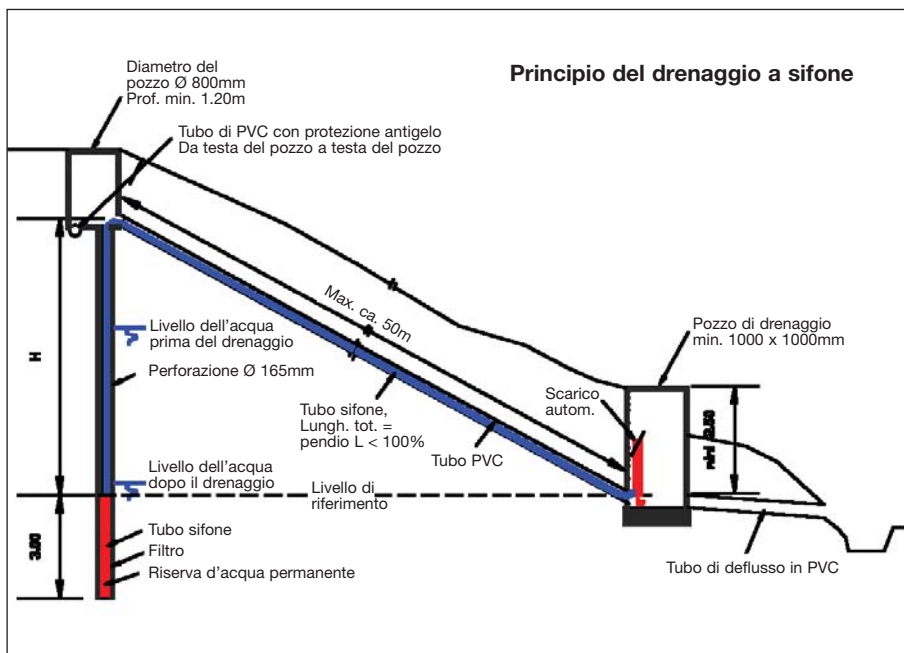 Principio del drenaggio a sifone
Diametro del
pozzo Ø 800mm
Prof. min. 1.20m
Tubo di PVC con protezione antigelo
Da testa del pozzo a testa del pozzo
Max. ca. 50m
Livello dell'acqua
prima del drenaggio
H
Perforazione Ø 165mm
Tubo sifone,
Lungh. tot. =
pendio L < 100%
Tubo PVC
Pozzo di drenaggio
min. 1000 x 1000mm
Scarico
autom.
Livello dell'acqua
dopo il drenaggio
Livello di
riferimento
3.00
Tubo sifone
Filtro
Riserva d'acqua permanente
Tubo di deflusso in PVC